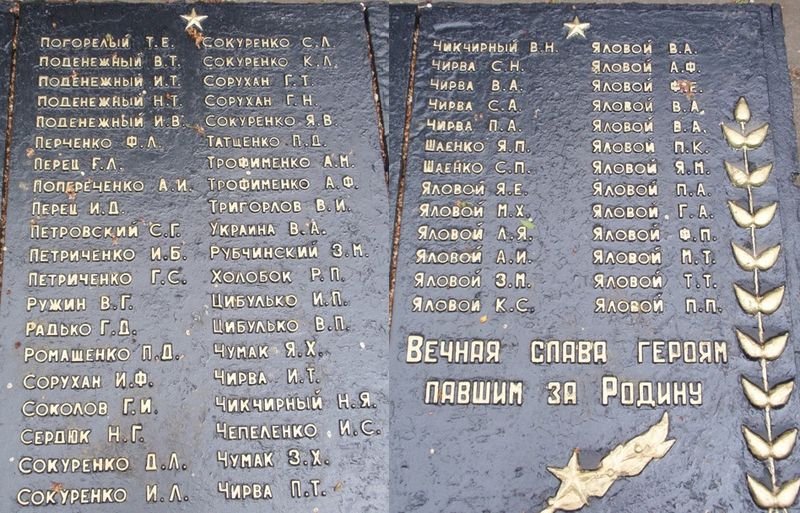 Погорелый Т.Е.
Поденежный В.Т.
Поденежный И.Т.
Поденежный Н.Т.
Поденежный И.В.
Перченко Ф.Л.
Перец Г.Л.
Попереченко А.И.
Перец И.Д.
Петровский С.Г.
Петриченко И.Б.
Петриченко Г.С.
Ружин В.Г.
Радько Г.Д.
Ромащенко П.Д.
Сорухан И.Ф.
Соколов Г.И.
Сердюк Н.Г.
Сокуренко Д.Л.
Сокуренко И.Л.
Сокуренко С.Л.
Сокуренко К.Л.
Сорухан Г.Т.
Сорухан Г.Н.
Сокуренко Я.В.
Татщенко П.Д.
Трофименко А.Н.
Трофименко А.Ф.
Тригорлов В.И.
Украина В.А.
Рубчинский З.М.
Холобок Р.П.
Цибулько И.П.
Цибулько В.П.
Чумак Я.Х.
Чирва И.Т.
Чикчирный Н.Я.
Чепеленко И.С.
Чумак З.Х.
Чирва П.Т.
Чикчирный В.Н.
Чирва С.Н.
Чирва В.А.
Чирва С.А.
Чирва П.А.
Шаенко Я.П.
Шаенко С.П.
Яловой Я.Е.
Яловой М.Х.
Яловой Л.Я.
Яловой А.И.
Яловой З.М.
Яловой К.С.
Яловой В.А.
Яловой А.Ф.
Яловой Ф.Е.
Яловой В.А.
Яловой В.А.
Яловой П.К.
Яловой Я.М.
Яловой П.А.
Яловой Г.А.
Яловой Ф.П.
Яловой М.Т.
Яловой Т.Т.
Яловой П.П.
Вечная слава героям
павшим за Родину